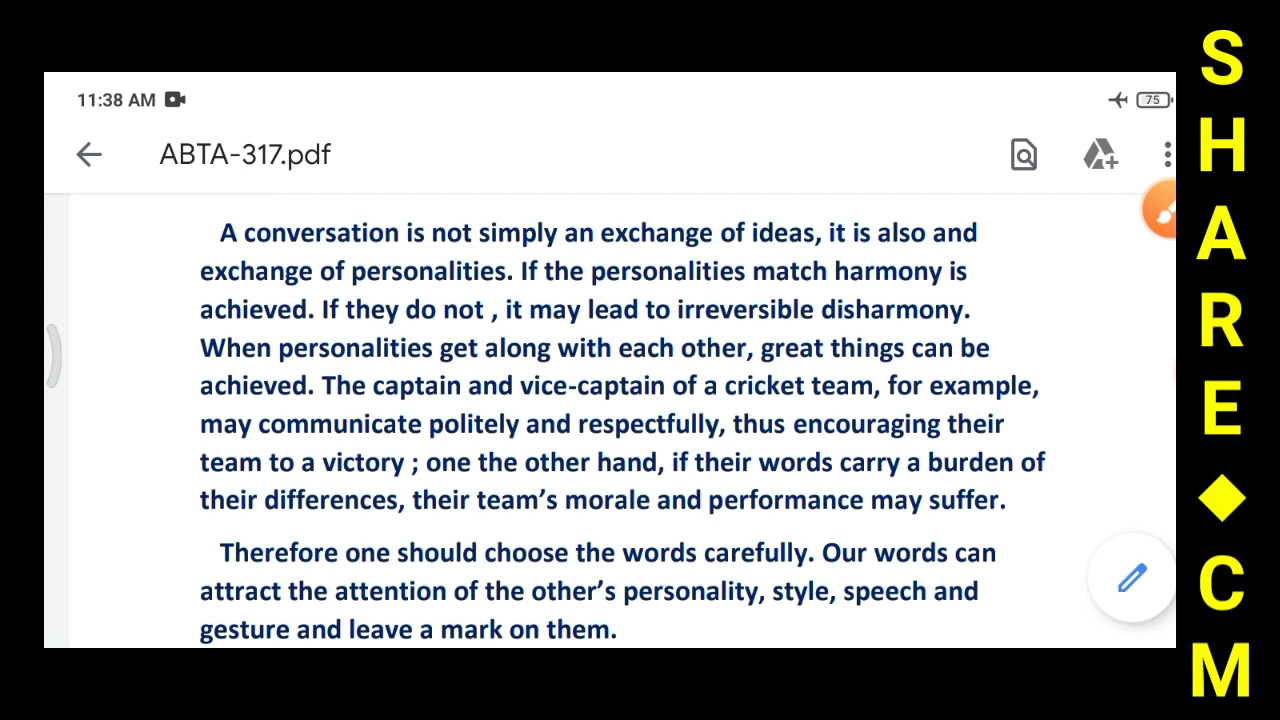 11:38 AM
75
ABTA-317.pdf
A conversation is not simply an exchange of ideas, it is also and
exchange of personalities. If the personalities match harmony is
achieved. If they do not , it may lead to irreversible disharmony.
When personalities get along with each other, great things can be
achieved. The captain and vice-captain of a cricket team, for example,
may communicate politely and respectfully, thus encouraging their
team to a victory ; one the other hand, if their words carry a burden of
their differences, their team’s morale and performance may suffer.
Therefore one should choose the words carefully. Our words can
attract the attention of the other’s personality, style, speech and
gesture and leave a mark on them.
SHARE◆CM